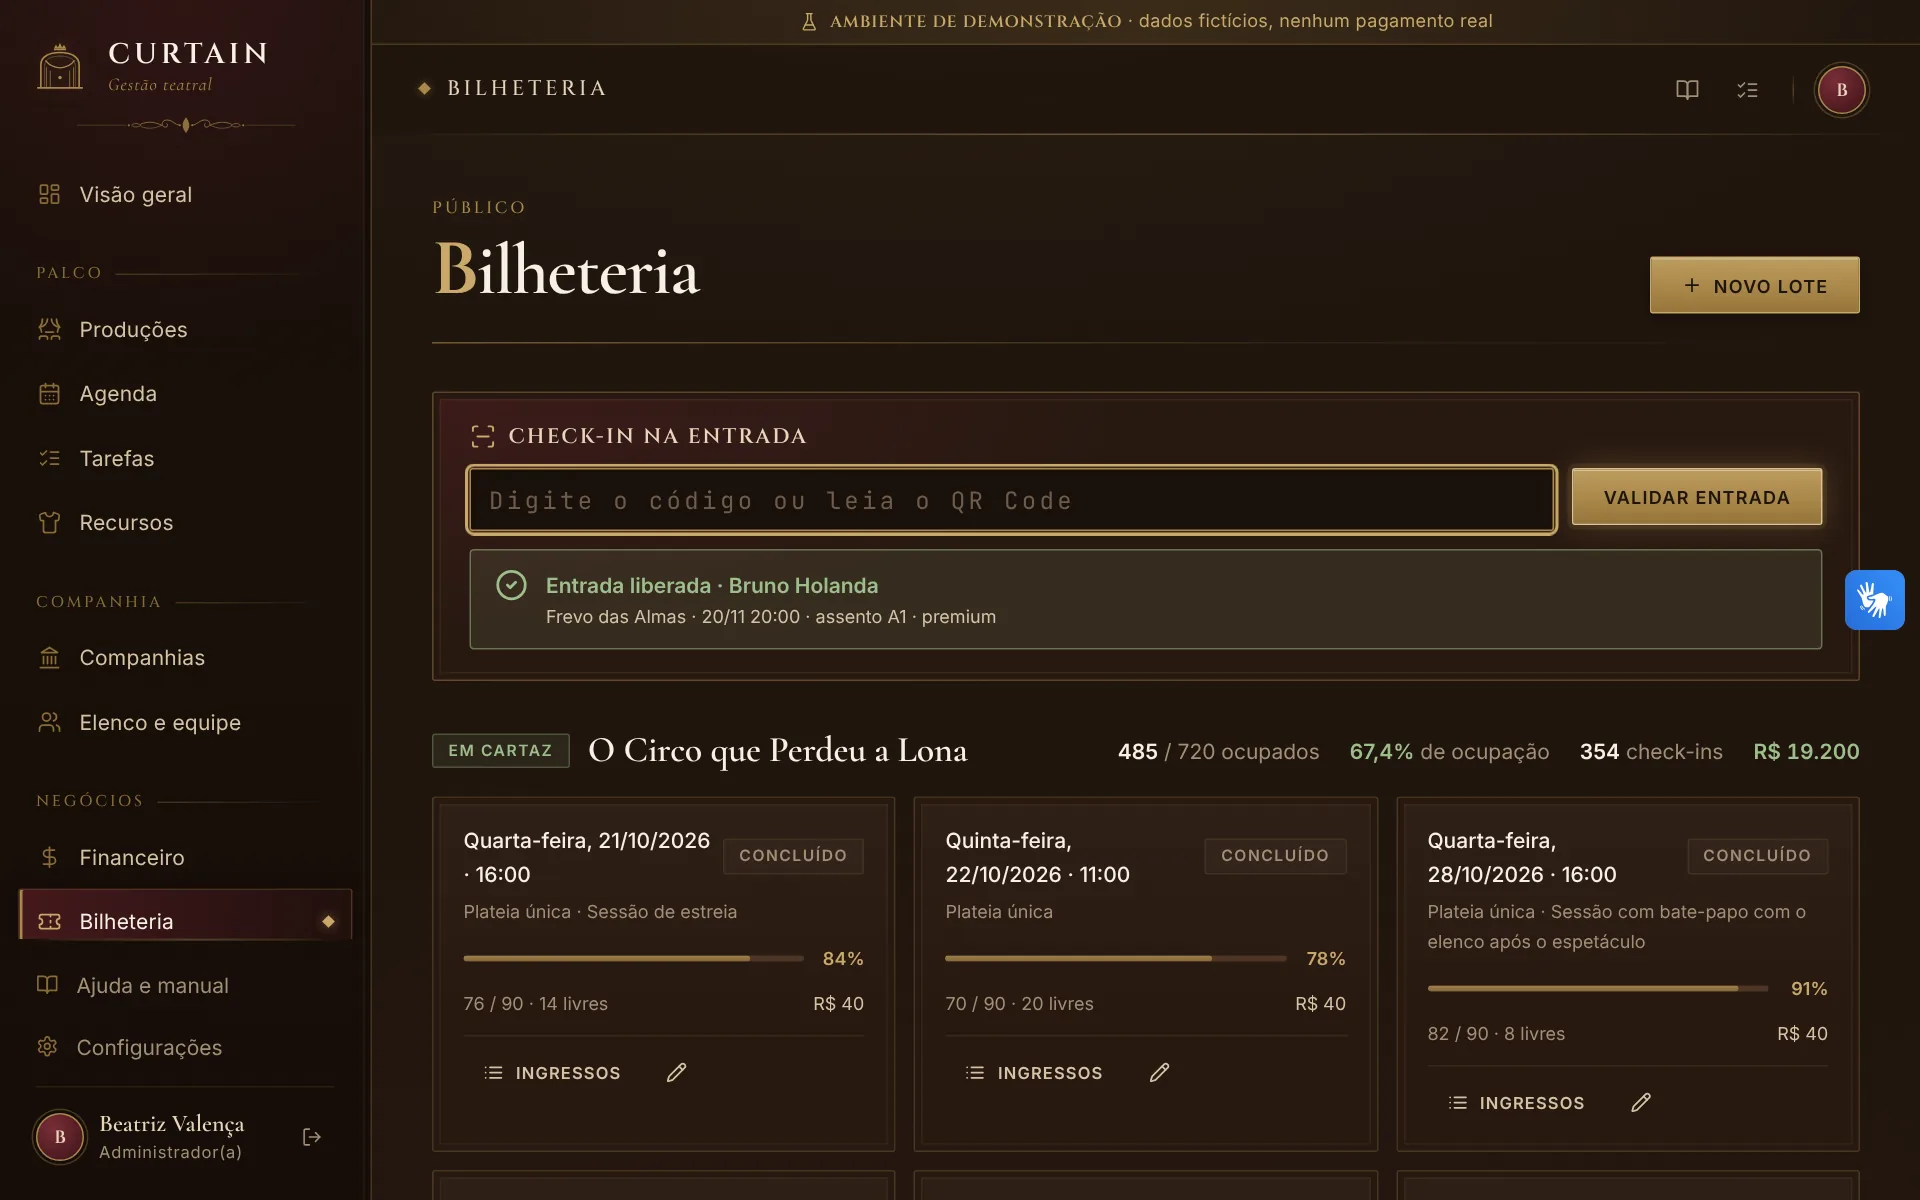 CURTAIN
Gestão teatral
Visão geral
PALCO
Produções
Agenda
Tarefas
Recursos
COMPANHIA
Companhias
Elenco e equipe
NEGÓCIOS
Financeiro
Bilheteria
Ajuda e manual
Configurações
B
Beatriz Valença
Administrador(a)
AMBIENTE DE DEMONSTRAÇÃO · dados fictícios, nenhum pagamento real
BILHETERIA
B
PÚBLICO
Bilheteria
+ NOVO LOTE
CHECK-IN NA ENTRADA
Digite o código ou leia o QR Code
VALIDAR ENTRADA
Entrada liberada · Bruno Holanda
Frevo das Almas · 20/11 20:00 · assento A1 · premium
EM CARTAZ
O Circo que Perdeu a Lona
485 / 720 ocupados
67,4% de ocupação
354 check-ins
R$ 19.200
Quarta-feira, 21/10/2026
· 16:00
CONCLUÍDO
Plateia única · Sessão de estreia
84%
76 / 90 · 14 livres
R$ 40
INGRESSOS
Quinta-feira,
22/10/2026 · 11:00
CONCLUÍDO
Plateia única
78%
70 / 90 · 20 livres
R$ 40
INGRESSOS
Quarta-feira,
28/10/2026 · 16:00
CONCLUÍDO
Plateia única · Sessão com bate-papo com o
elenco após o espetáculo
91%
82 / 90 · 8 livres
R$ 40
INGRESSOS